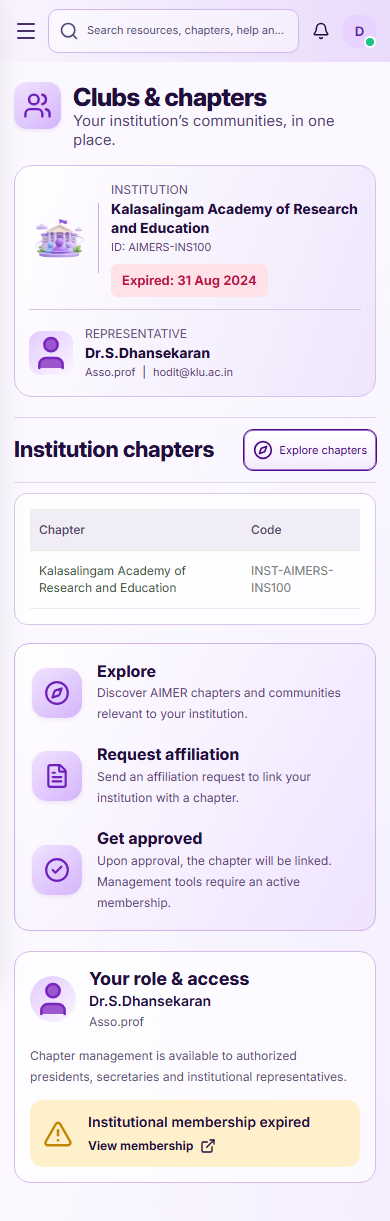 Search resources, chapters, help an...
D
Clubs & chapters
Your institution’s communities, in one
place.
INSTITUTION
Kalasalingam Academy of Research
and Education
ID: AIMERS-INS100
Expired: 31 Aug 2024
REPRESENTATIVE
Dr.S.Dhansekaran
Asso.prof | hodit@klu.ac.in
Institution chapters
Explore chapters
Chapter Code
Kalasalingam Academy of INST-AIMERS-
Research and Education INS100
Explore
Discover AIMER chapters and communities
relevant to your institution.
Request affiliation
Send an affiliation request to link your
institution with a chapter.
Get approved
Upon approval, the chapter will be linked.
Management tools require an active
membership.
Your role & access
Dr.S.Dhansekaran
Asso.prof
Chapter management is available to authorized
presidents, secretaries and institutional representatives.
Institutional membership expired
View membership